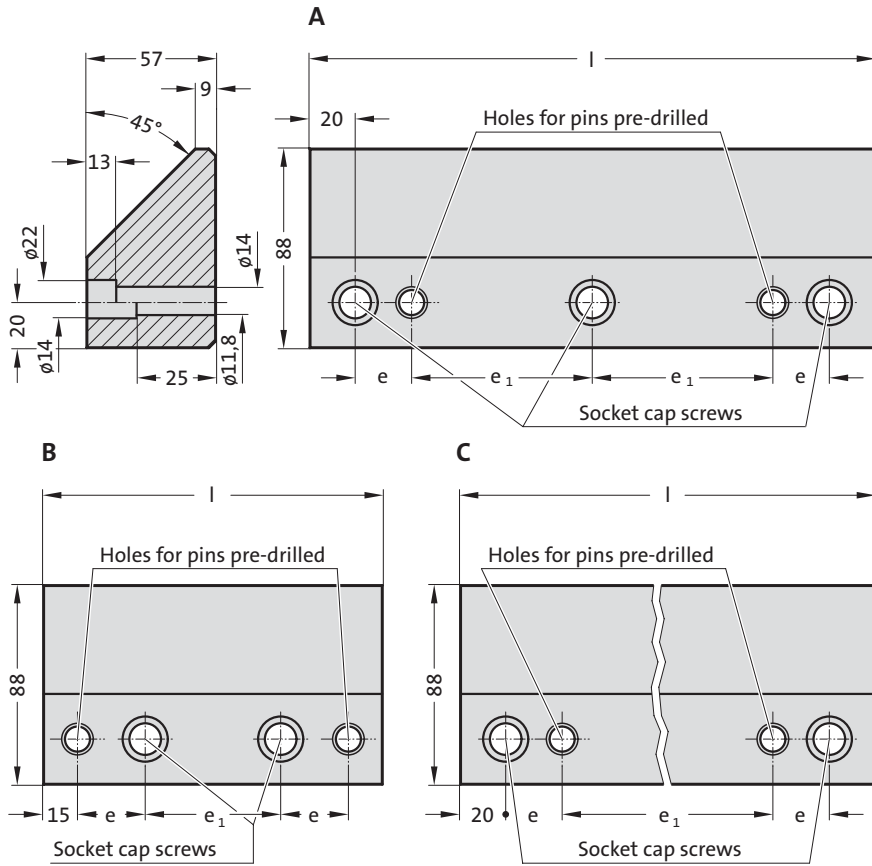 A
57
l
9
20
Holes for pins pre-drilled
45°
13
ø22
ø14
88
20
ø14
25
ø11,8
e
e₁
e₁
e
Socket cap screws
B
C
l
l
Holes for pins pre-drilled
Holes for pins pre-drilled
88
88
15
e
e₁
e
20
e
e₁
e
Socket cap screws
Socket cap screws